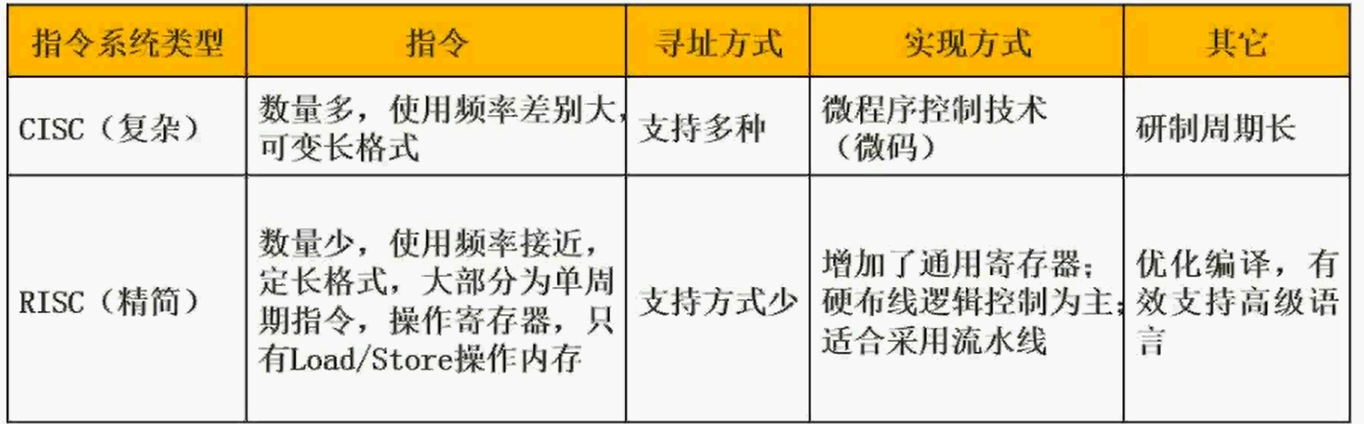 指令系统类型
指令
寻址方式
实现方式
其它
CISC（复杂）
数量多，使用频率差别大，
可变长格式
支持多种
微程序控制技术
（微码）
研制周期长
RISC（精简）
数量少，使用频率接近，
定长格式，大部分为单周
期指令，操作寄存器，只
有Load/Store操作内存
支持方式少
增加了通用寄存器；
硬布线逻辑控制为主；
适合采用流水线
优化编译，有
效支持高级语
言